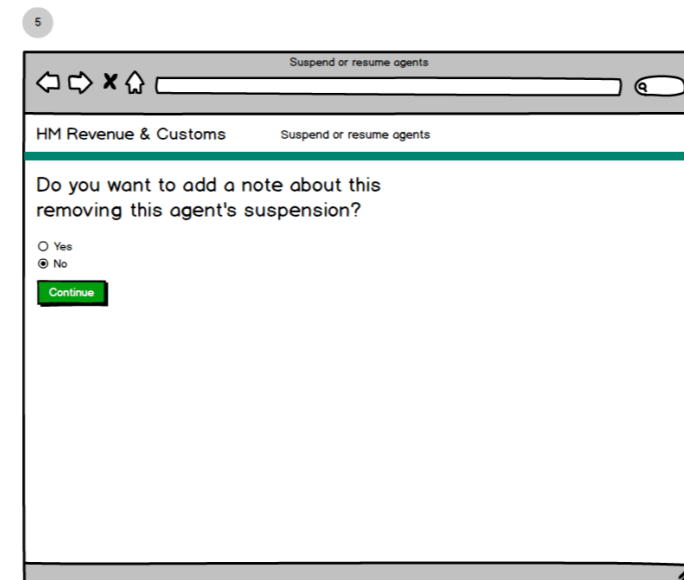 5
Suspend or resume agents
HM Revenue & Customs
Suspend or resume agents
Do you want to add a note about this
removing this agent's suspension?
Yes
No
Continue